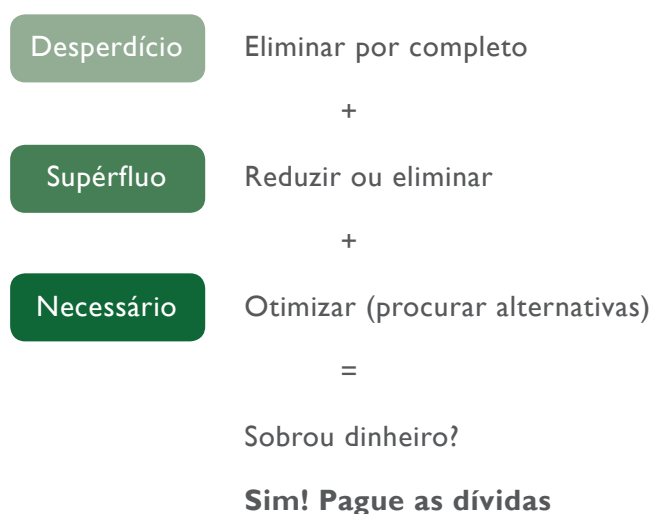 Desperdício Eliminar por completo
+
Supérfluo Reduzir ou eliminar
+
Necessário Otimizar (procurar alternativas)
=
Sobrou dinheiro?
Sim! Pague as dívidas